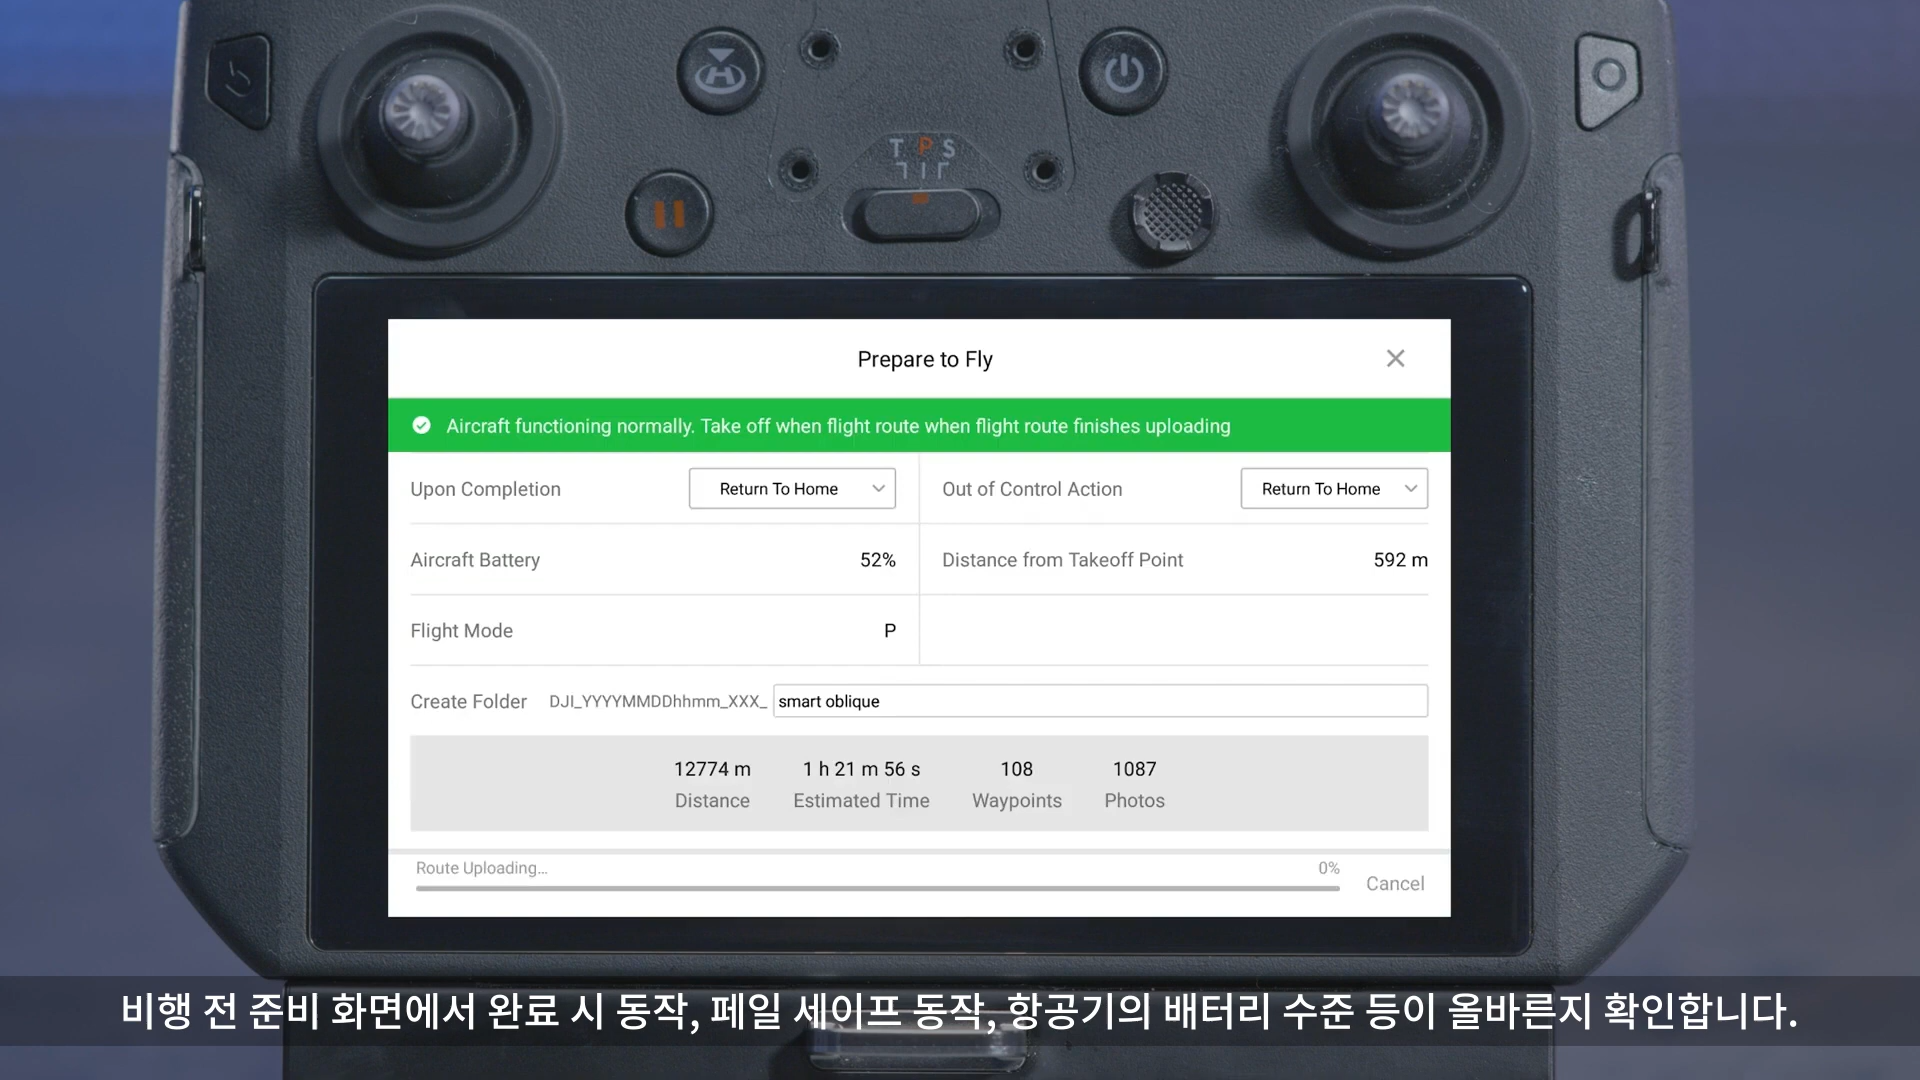 T P S
Prepare to Fly
Aircraft functioning normally. Take off when flight route when flight route finishes uploading
Upon Completion Return To Home Out of Control Action Return To Home
Aircraft Battery 52% Distance from Takeoff Point 592 m
Flight Mode P
Create Folder DJI_YYYYMMDDhhmm_XXX_ smart oblique
12774 m 1 h 21 m 56 s 108 1087
Distance Estimated Time Waypoints Photos
Route Uploading... 0%
Cancel
비행 전 준비 화면에서 완료 시 동작, 페일 세이프 동작, 항공기의 배터리 수준 등이 올바른지 확인합니다.